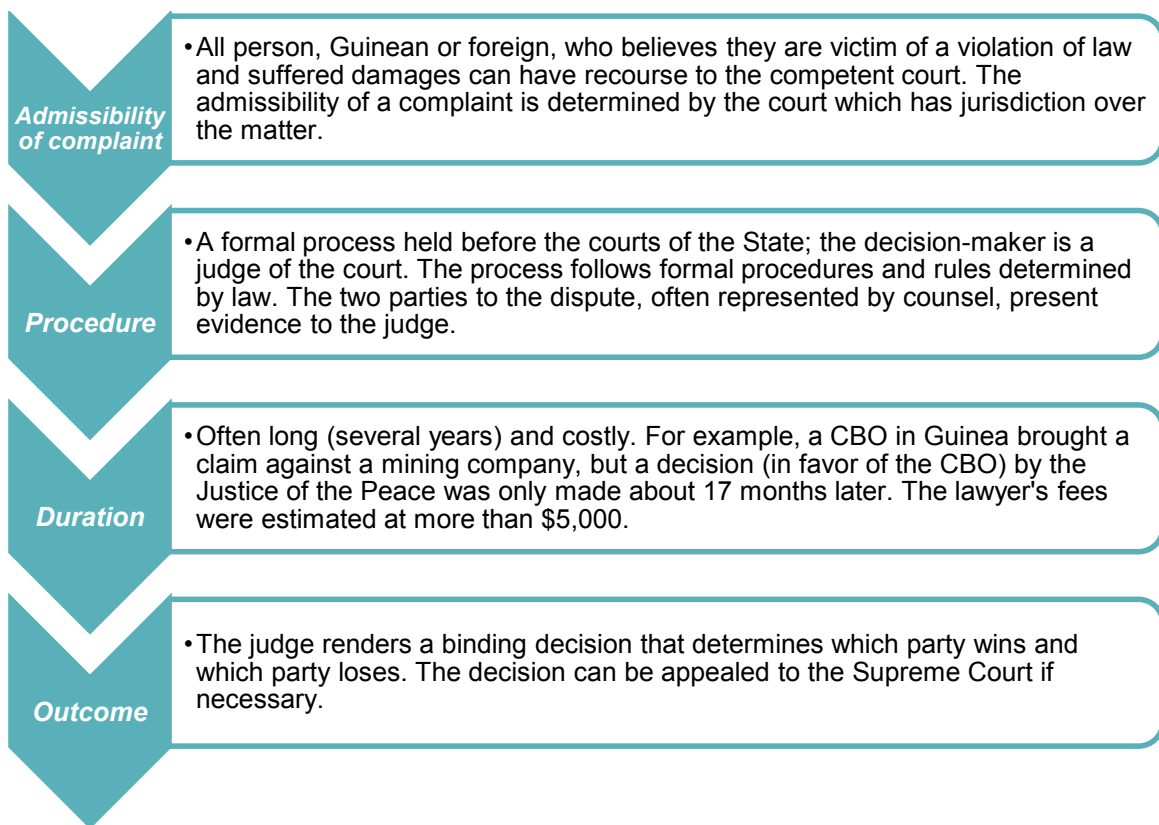 Admissibility
of complaint
•All person, Guinean or foreign, who believes they are victim of a violation of law
and suffered damages can have recourse to the competent court. The
admissibility of a complaint is determined by the court which has jurisdiction over
the matter.
Procedure
•A formal process held before the courts of the State; the decision-maker is a
judge of the court. The process follows formal procedures and rules determined
by law. The two parties to the dispute, often represented by counsel, present
evidence to the judge.
Duration
•Often long (several years) and costly. For example, a CBO in Guinea brought a
claim against a mining company, but a decision (in favor of the CBO) by the
Justice of the Peace was only made about 17 months later. The lawyer's fees
were estimated at more than $5,000.
Outcome
•The judge renders a binding decision that determines which party wins and
which party loses. The decision can be appealed to the Supreme Court if
necessary.